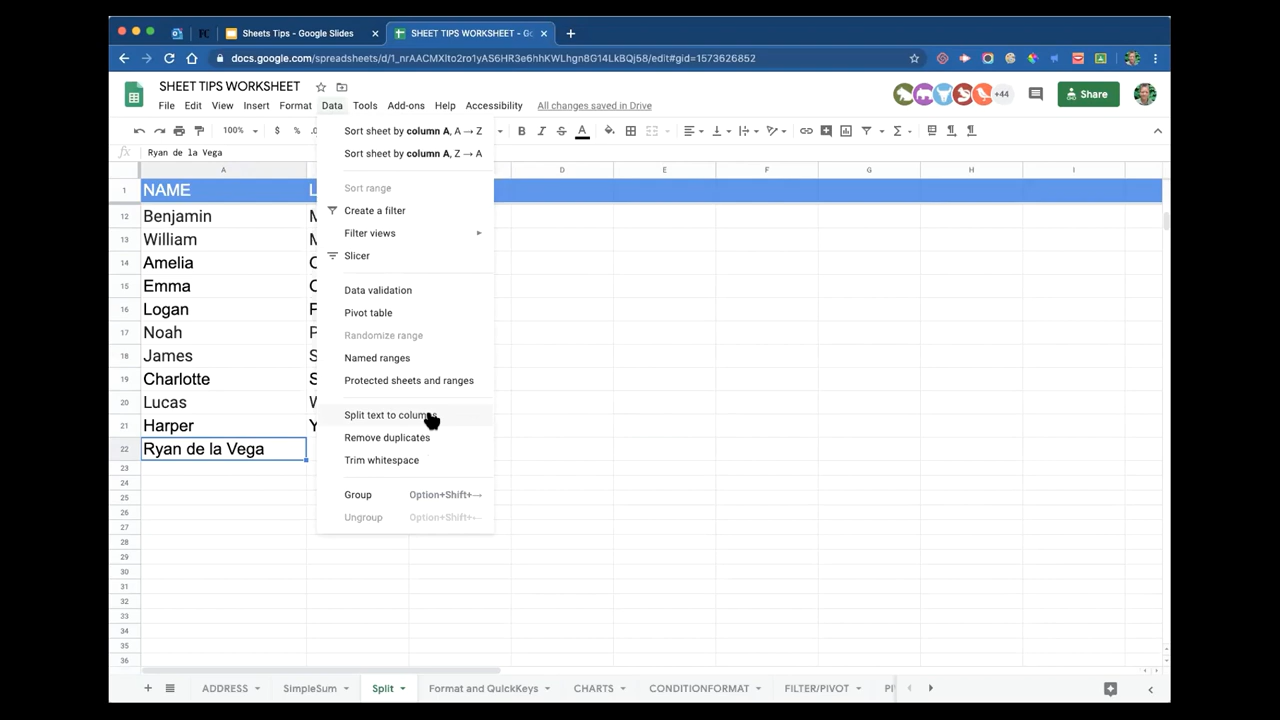 Sheets Tips - Google Slides
SHEET TIPS WORKSHEET - Go
docs.google.com/spreadsheets/d/1_nrAACMXIto2ro1yAS6HR3e6hhKWLhgn8G14LkBQj58/edit#gid=1573626852
SHEET TIPS WORKSHEET
File Edit View Insert Format Data Tools Add-ons Help Accessibility All changes saved in Drive
+44
Share
100% $ % .0 B I S A
fx Ryan de la Vega
A D E F G H I
1 NAME L
12 Benjamin M
13 William M
14 Amelia
15 Emma
16 Logan F
17 Noah P
18 James S
19 Charlotte S
20 Lucas W
21 Harper Y
22 Ryan de la Vega
23
24
25
26
27
28
29
30
31
32
33
34
35
36
Sort sheet by column A, A → Z
Sort sheet by column A, Z → A
Sort range
Create a filter
Filter views
Slicer
Data validation
Pivot table
Randomize range
Named ranges
Protected sheets and ranges
Split text to columns
Remove duplicates
Trim whitespace
Group Option+Shift+→
Ungroup Option+Shift+←
ADDRESS SimpleSum Split Format and QuickKeys CHARTS CONDITIONFORMAT FILTER/PIVOT PI